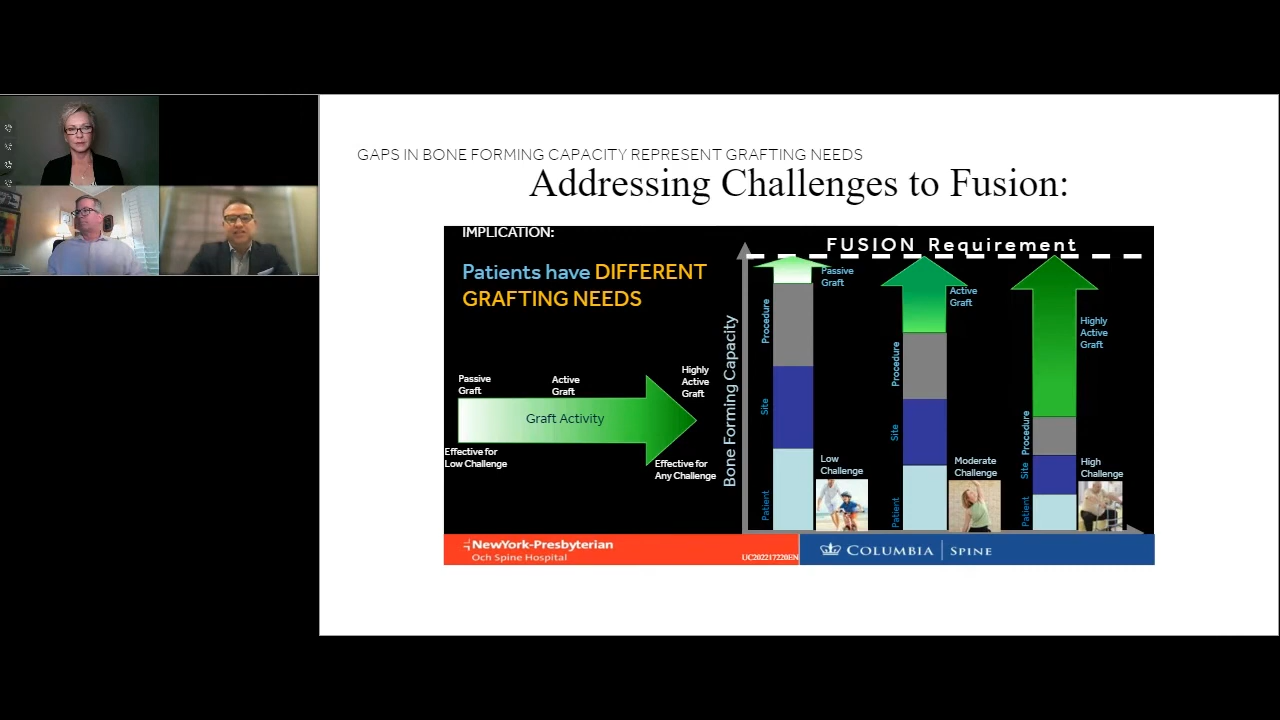 GAPS IN BONE FORMING CAPACITY REPRESENT GRAFTING NEEDS
Addressing Challenges to Fusion:
IMPLICATION:
Patients have DIFFERENT
GRAFTING NEEDS
Passive
Graft
Active
Graft
Highly
Active
Graft
Graft Activity
Effective for
Low Challenge
Effective for
Any Challenge
Bone Forming Capacity
FUSION Requirement
Passive
Graft
Procedure
Site
Patient
Low
Challenge
Active
Graft
Procedure
Site
Patient
Moderate
Challenge
Highly
Active
Graft
Procedure
Site
Patient
High
Challenge
NewYork-Presbyterian
Och Spine Hospital
UC202217220EN
COLUMBIA SPINE